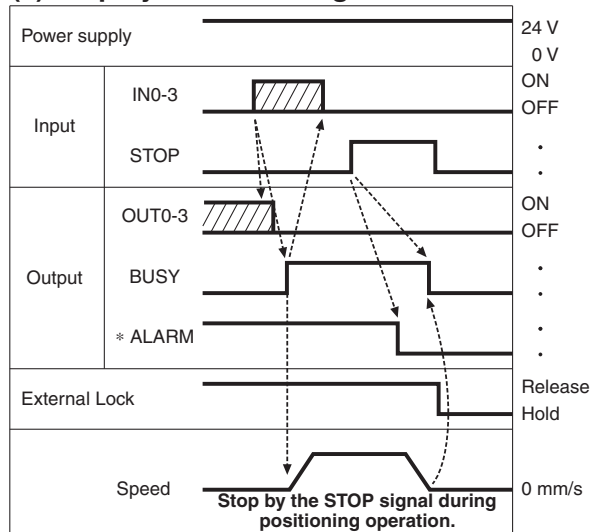 Power supply
24 V
0 V
Input
IN0-3
ON
OFF
STOP
Output
OUT0-3
ON
OFF
BUSY
* ALARM
External Lock
Release
Hold
Speed
0 mm/s
Stop by the STOP signal during
positioning operation.